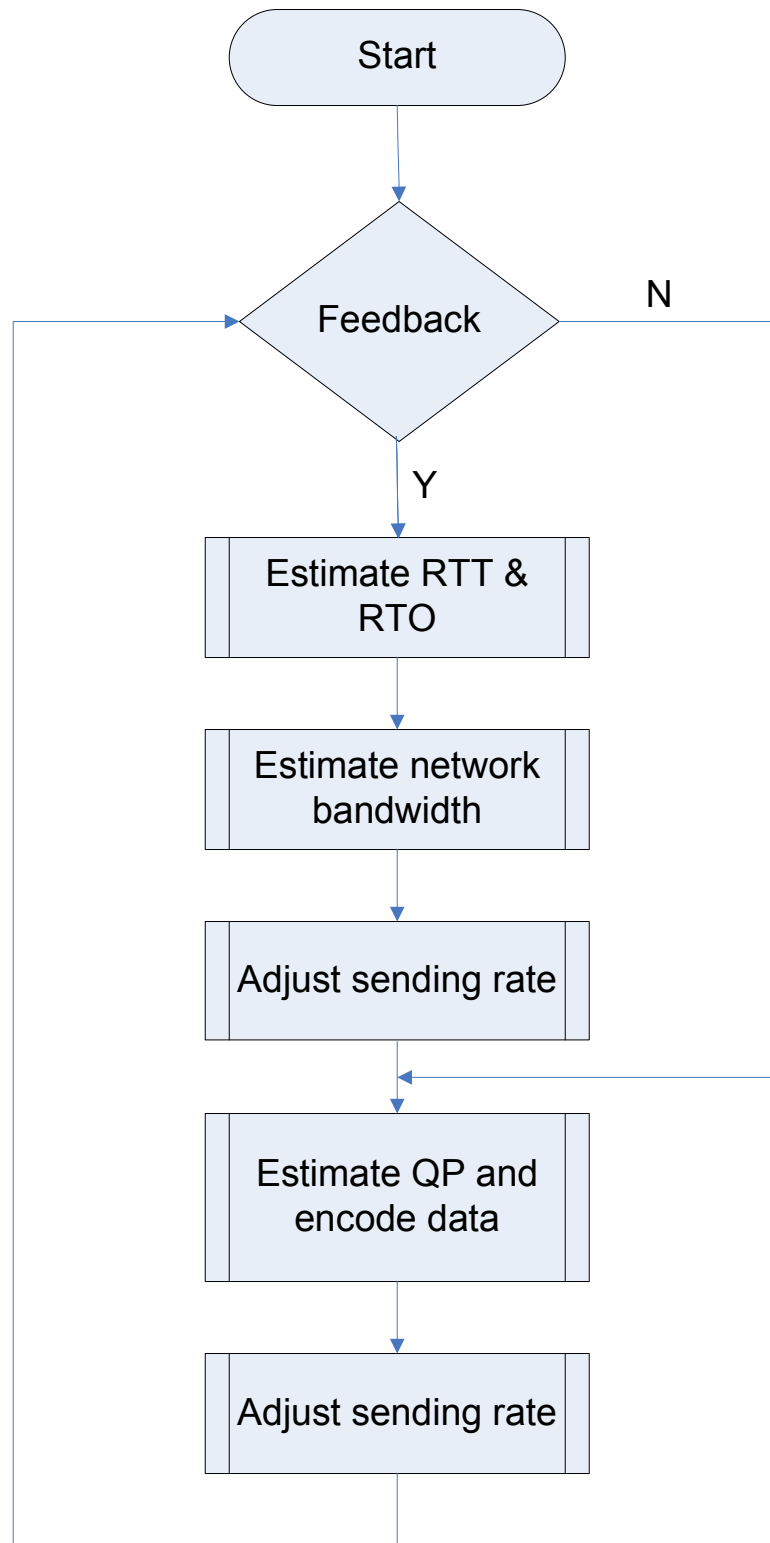 Start
Feedback
N
Y
Estimate RTT &
RTO
Estimate network
bandwidth
Adjust sending rate
Estimate QP and
encode data
Adjust sending rate